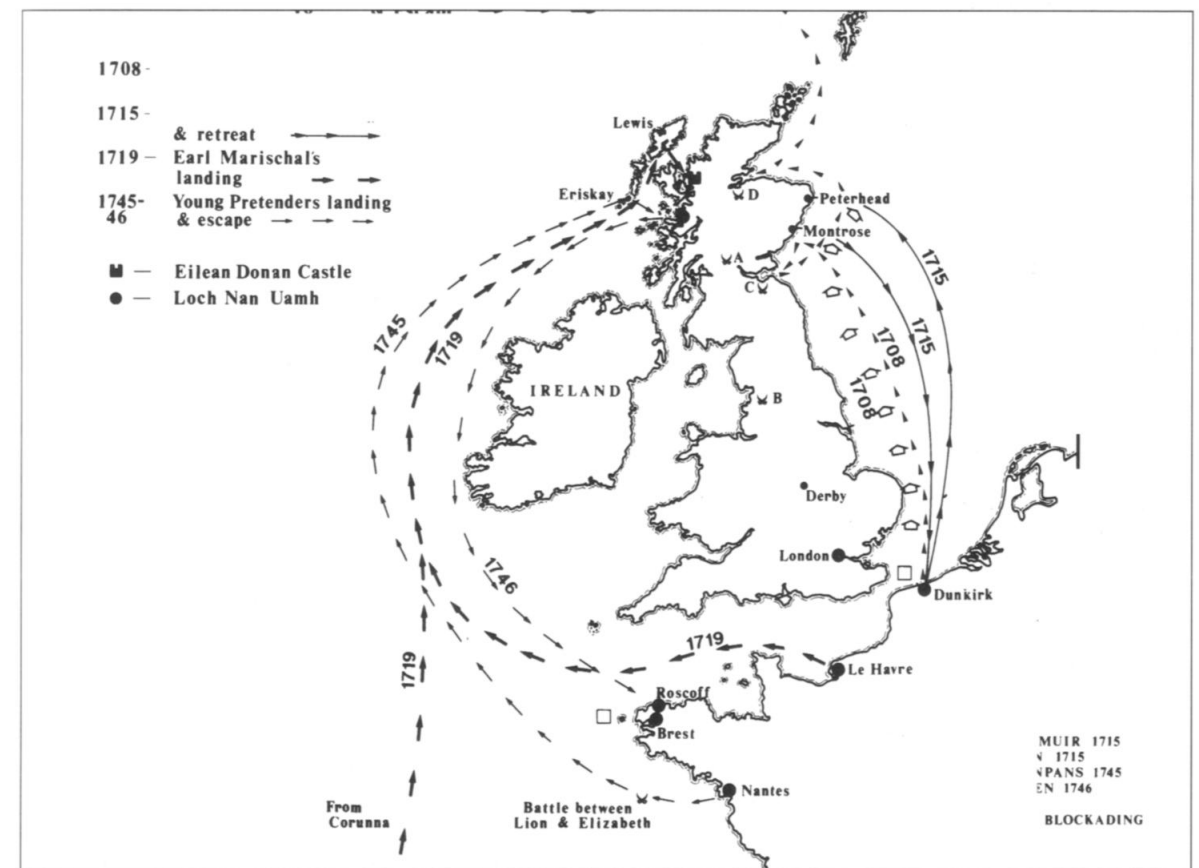 1708 -
1715 -
& retreat
1719 – Earl Marischal's
landing
1745- Young Pretenders landing
46 & escape
– Eilean Donan Castle
– Loch Nan Uamh
Lewis
Eriskay
D
Peterhead
Montrose
A
C
1715
1715
1708
1708
1745
1719
IRELAND
B
Derby
London
Dunkirk
1746
1719
Le Havre
1719
Roscoff
Brest
Nantes
From
Corunna
Battle between
Lion & Elizabeth
MUIR 1715
N 1715
NPANS 1745
EN 1746
BLOCKADING